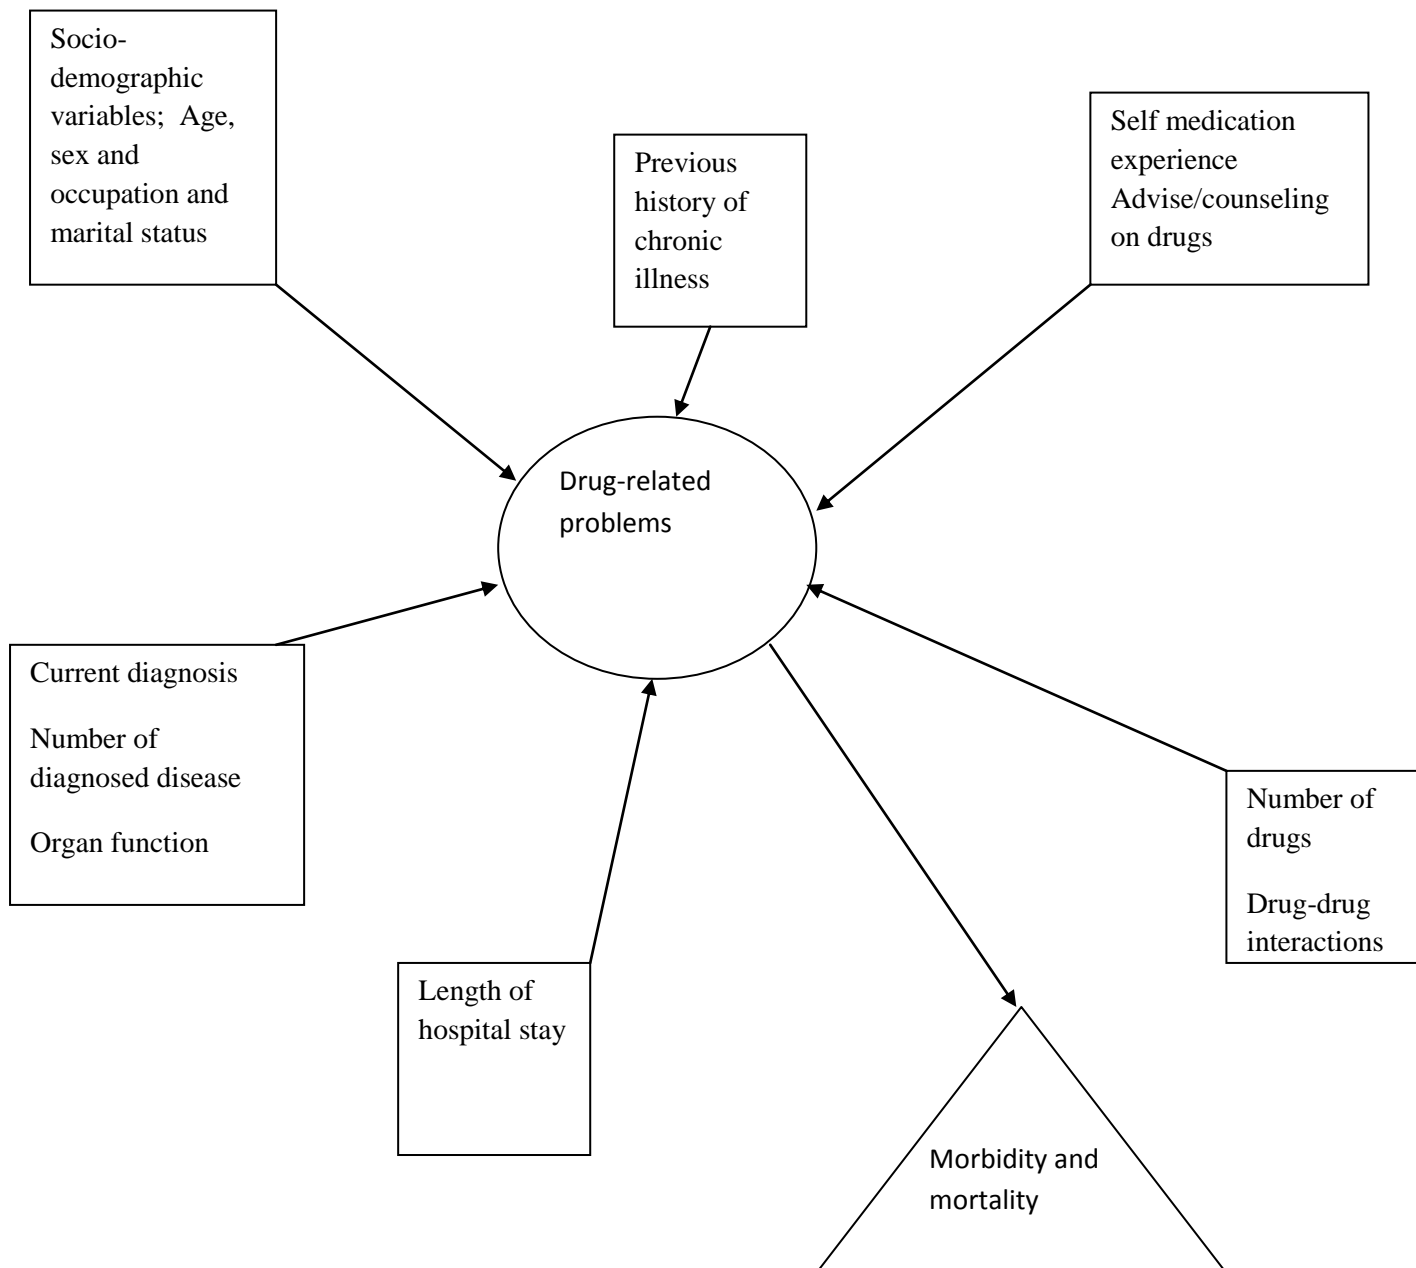 Socio-
demographic
variables;  Age,
sex and
occupation and
marital status
Previous
history of
chronic
illness
Self medication
experience
Advise/counseling
on drugs
Drug-related
problems
Current diagnosis
Number of
diagnosed disease
Organ function
Number of
drugs
Drug-drug
interactions
Length of
hospital stay
Morbidity and
mortality